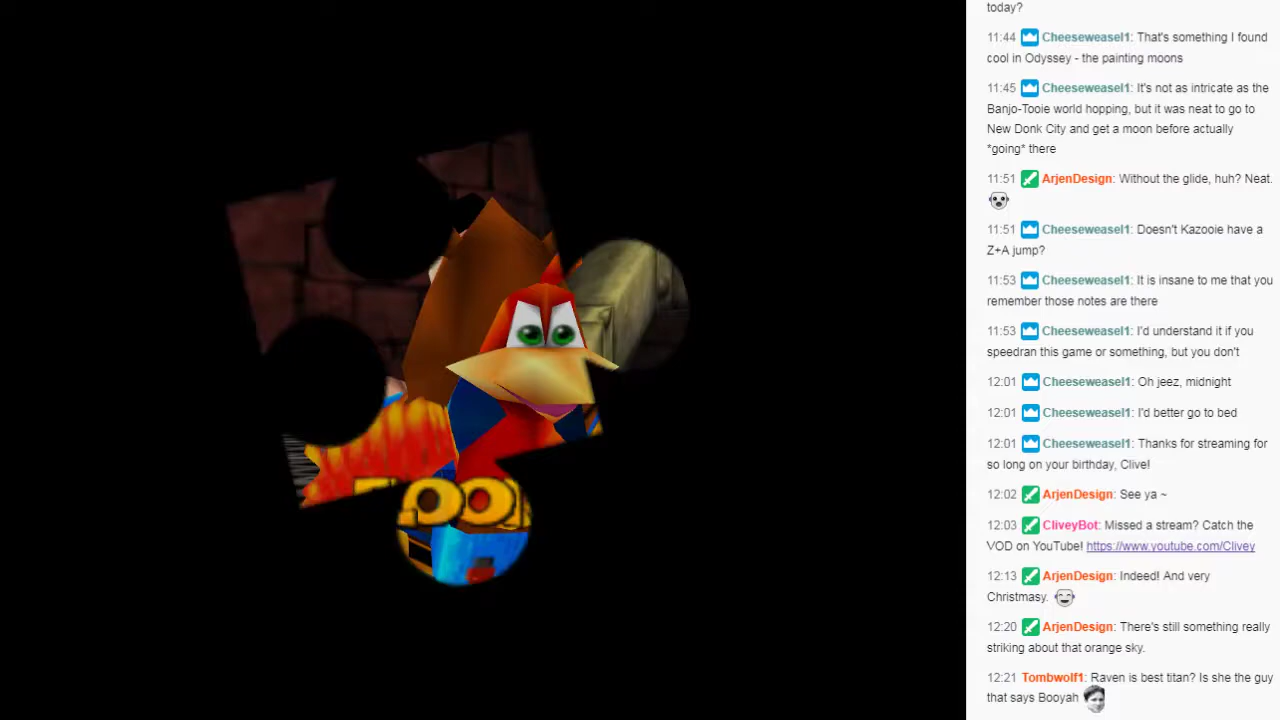 today?
11:44 Cheeseweasel1: That's something I found
cool in Odyssey - the painting moons
11:45 Cheeseweasel1: It's not as intricate as the
Banjo-Tooie world hopping, but it was neat to go to
New Donk City and get a moon before actually
*going* there
11:51 ArjenDesign: Without the glide, huh? Neat.
11:51 Cheeseweasel1: Doesn't Kazooie have a
Z+A jump?
11:53 Cheeseweasel1: It is insane to me that you
remember those notes are there
11:53 Cheeseweasel1: I'd understand it if you
speedran this game or something, but you don't
12:01 Cheeseweasel1: Oh jeez, midnight
12:01 Cheeseweasel1: I'd better go to bed
12:03 Cheeseweasel1: Thanks for streaming for
so long on your birthday, Clive!
12:02 ArjenDesign: See ya ~
12:03 CliveyBot: Missed a stream? Catch the
VOD on YouTube! https://www.youtube.com/Clivey
12:13 ArjenDesign: Indeed! And very
Christmasy.
12:20 ArjenDesign: There's still something really
striking about that orange sky.
12:21 Tombwolf1: Raven is best titan? Is she the guy
that says Booyah